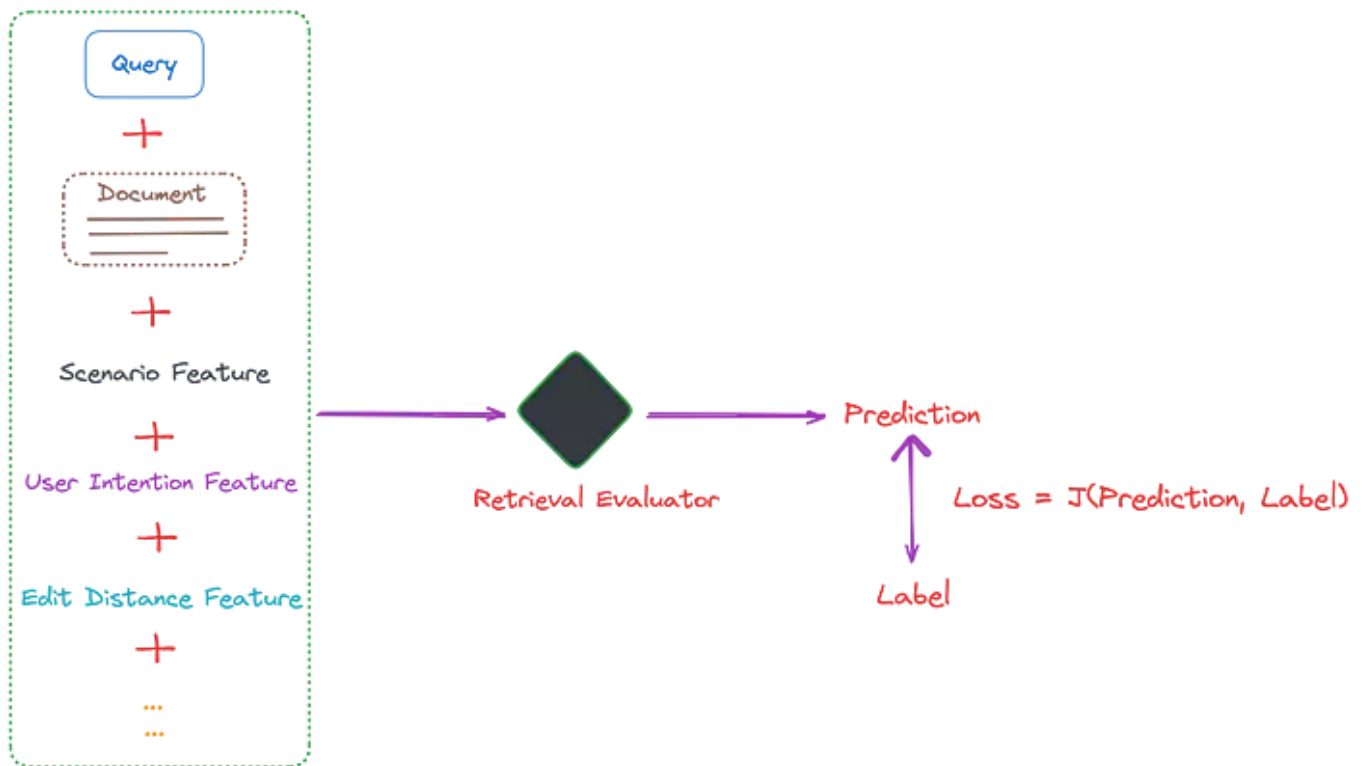 Query
+
Document
+
Scenario Feature
+
User Intention Feature
+
Edit Distance Feature
+
...
...
Retrieval Evaluator
Prediction
Loss = J(Prediction, Label)
Label